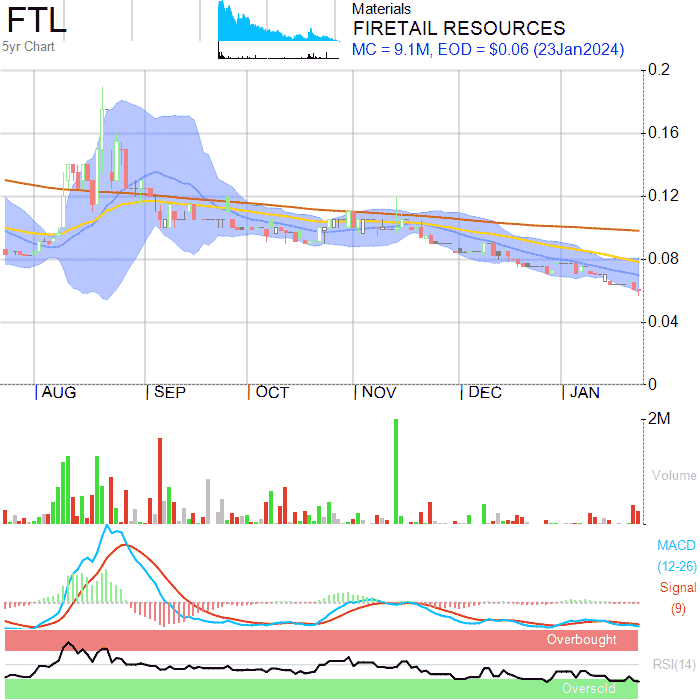 FTL
5yr Chart
Materials
FIRETAIL RESOURCES
MC = 9.1M, EOD = $0.06 (23Jan2024)
0.2
0.16
0.12
0.08
0.04
0
AUG SEP OCT NOV DEC JAN
2M
Volume
MACD
(12-26)
Signal
(9)
Overbought
RSI(14)
Oversold